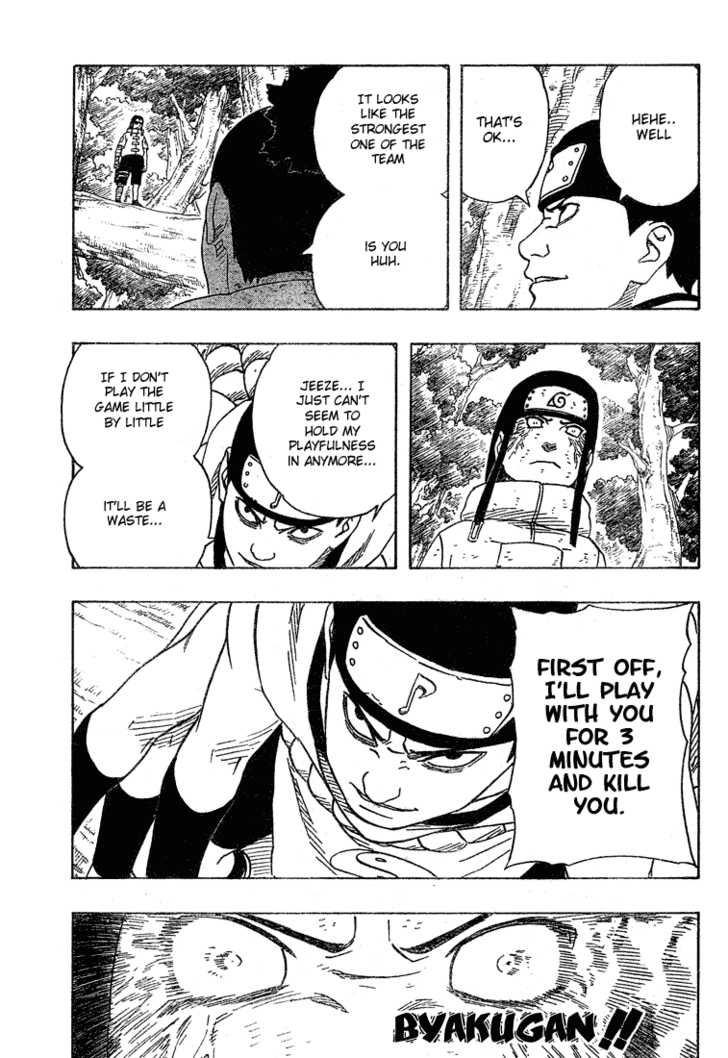 HEHE..
WELL
THAT'S
OK...
IT LOOKS
LIKE THE
STRONGEST
ONE OF THE
TEAM
IS YOU
HUH.
JEEZE... I
JUST CAN'T
SEEM TO
HOLD MY
PLAYFULNESS
IN ANYMORE...
IF I DON'T
PLAY THE
GAME LITTLE
BY LITTLE
IT'LL BE A
WASTE...
FIRST OFF,
I'LL PLAY
WITH YOU
FOR 3
MINUTES
AND KILL
YOU.
BYAKUGAN!!